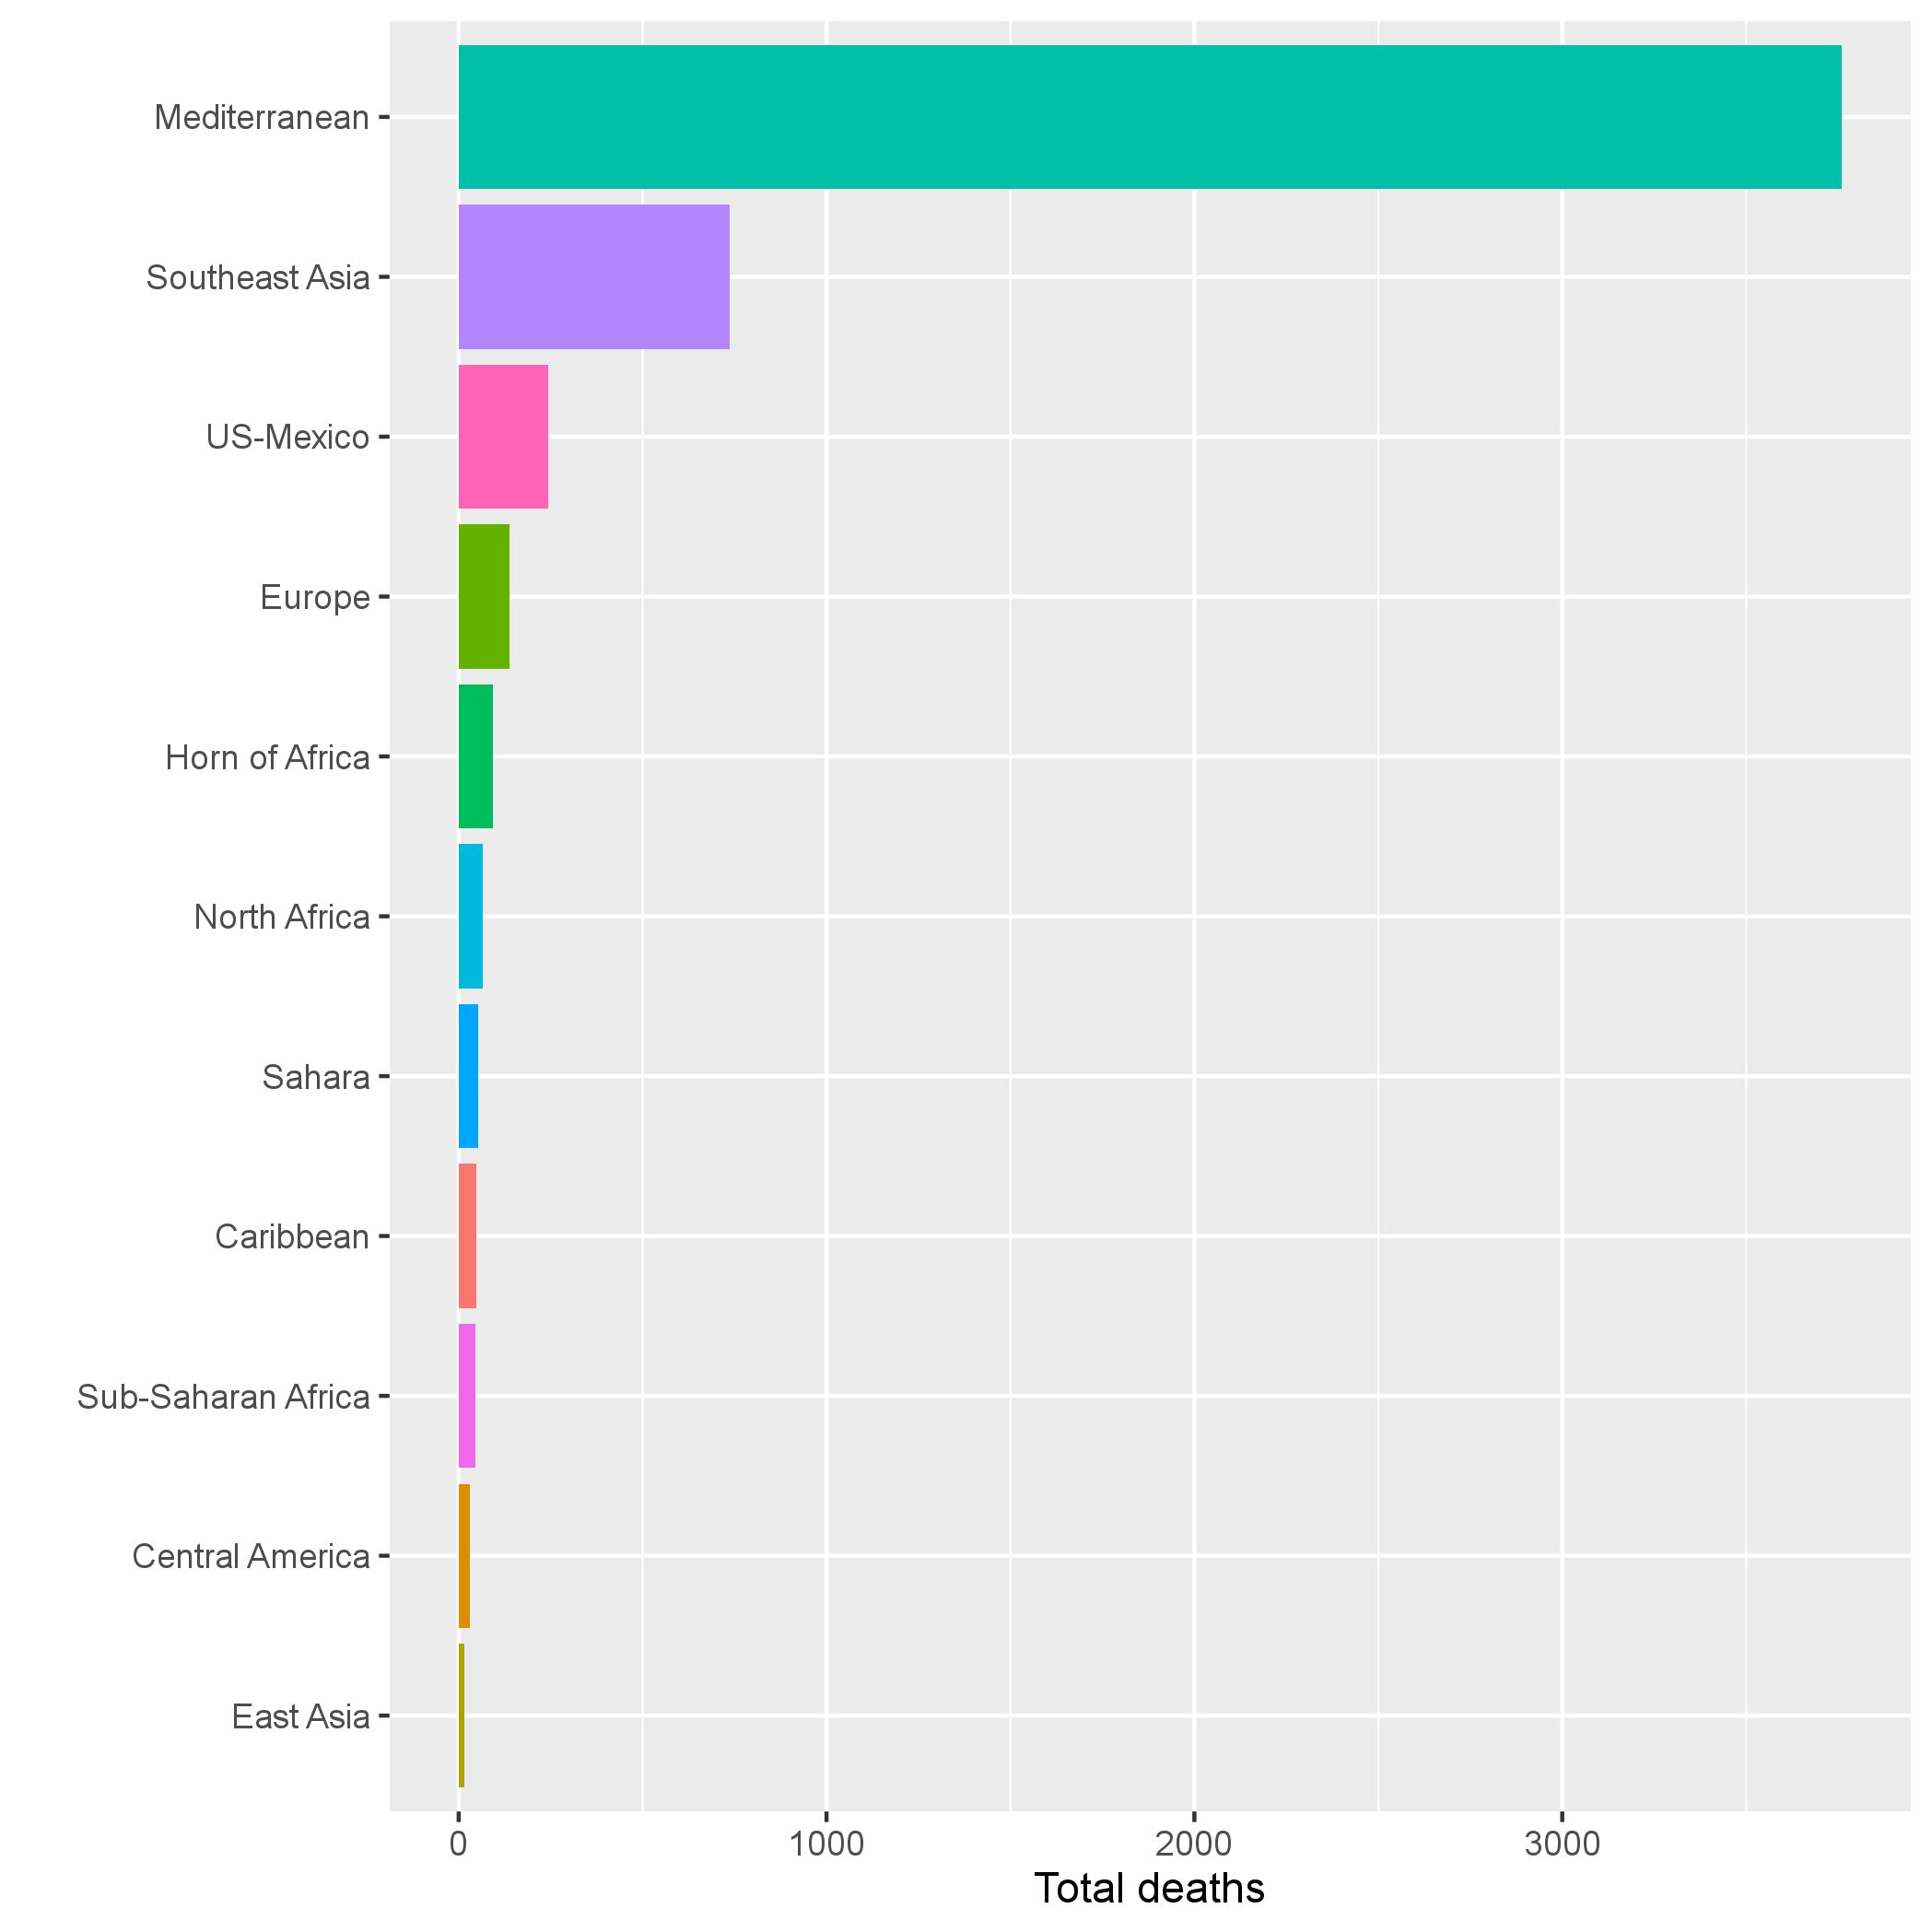 Mediterranean
Southeast Asia
US-Mexico
Europe
Horn of Africa
North Africa
Sahara
Caribbean
Sub-Saharan Africa
Central America
East Asia
0 1000 2000 3000
Total deaths